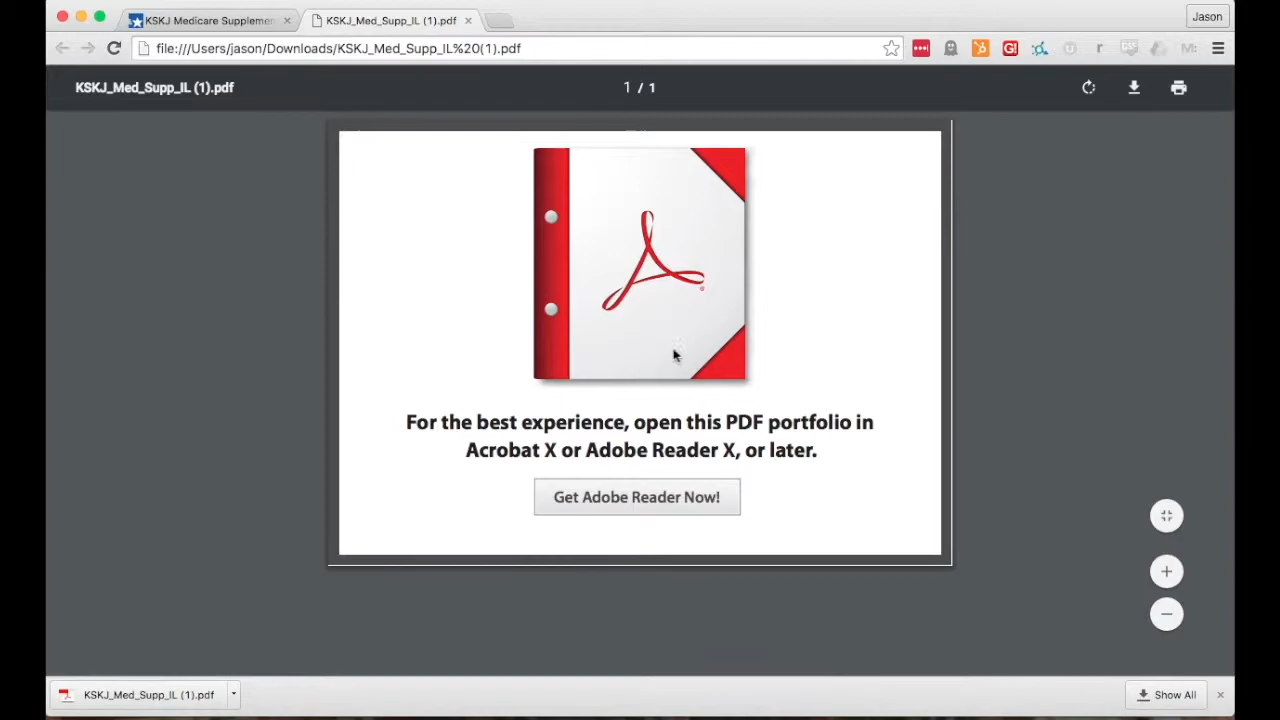 KSKJ Medicare Supplemen
KSKJ_Med_Supp_IL (1).pdf
Jason
file:///Users/jason/Downloads/KSKJ_Med_Supp_IL%20(1).pdf
KSKJ_Med_Supp_IL (1).pdf
1 / 1
For the best experience, open this PDF portfolio in
Acrobat X or Adobe Reader X, or later.
Get Adobe Reader Now!
KSKJ_Med_Supp_IL (1).pdf
Show All